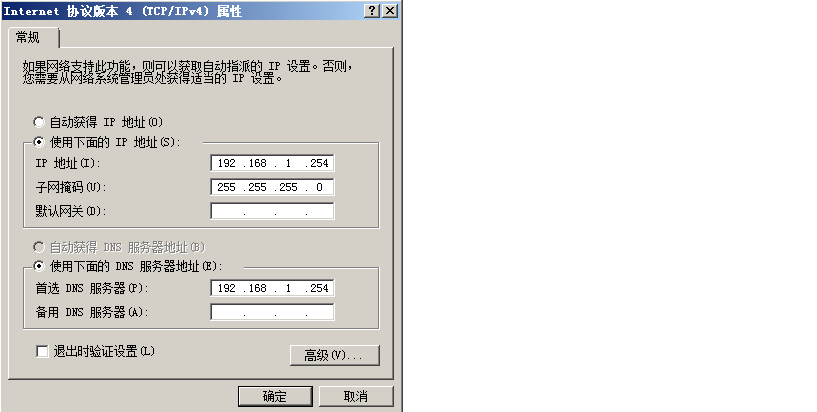 Internet 协议版本 4 (TCP/IPv4) 属性
常规
如果网络支持此功能，则可以获取自动指派的 IP 设置。否则，
您需要从网络系统管理员处获得适当的 IP 设置。
自动获得 IP 地址(O)
使用下面的 IP 地址(S):
IP 地址(I): 192 .168 . 1 .254
子网掩码(U): 255 .255 .255 . 0
默认网关(D): . . .
自动获得 DNS 服务器地址(B)
使用下面的 DNS 服务器地址(E):
首选 DNS 服务器(P): 192 .168 . 1 .254
备用 DNS 服务器(A): . . .
退出时验证设置(L)
高级(V)...
确定 取消